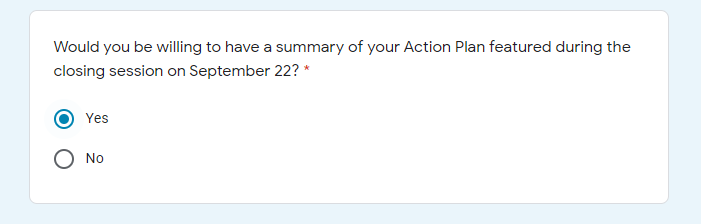 Would you be willing to have a summary of your Action Plan featured during the
closing session on September 22? *
Yes
No